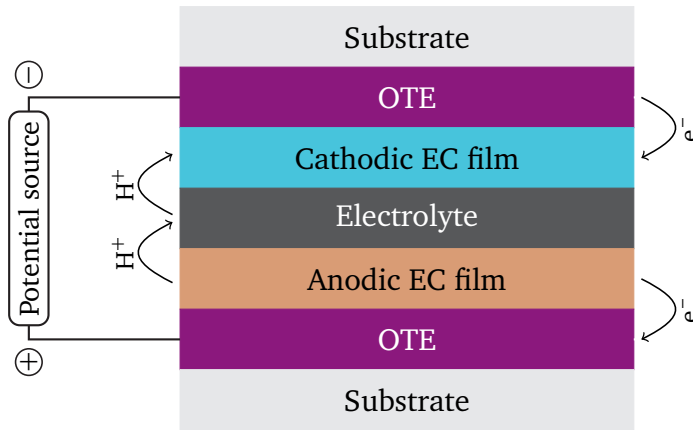 Substrate
⊖
OTE
e⁻
Cathodic EC film
H⁺
Electrolyte
Potential source
H⁺
Anodic EC film
e⁻
OTE
⊕
Substrate